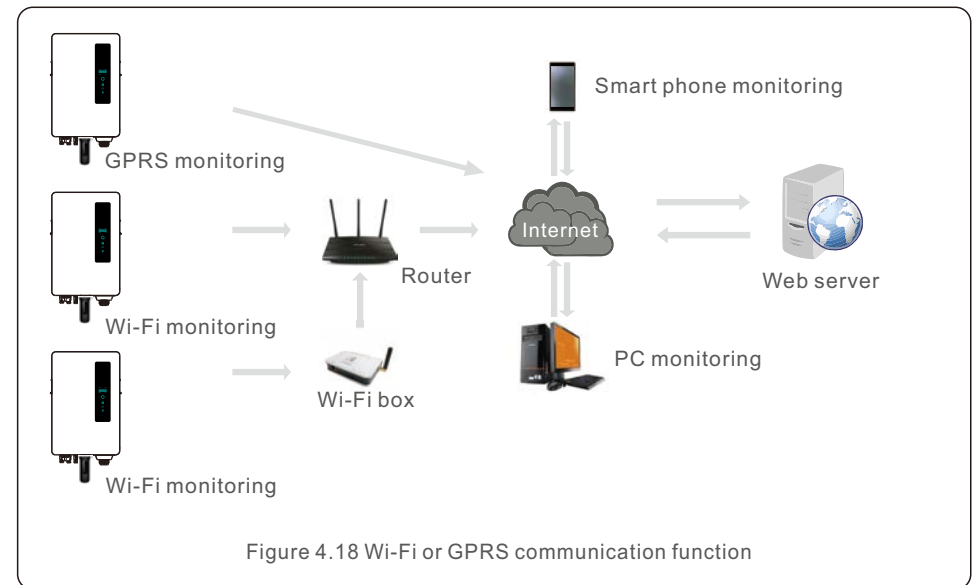 Smart phone monitoring
GPRS monitoring
Internet
Router
Web server
Wi-Fi monitoring
PC monitoring
Wi-Fi box
Wi-Fi monitoring
Figure 4.18 Wi-Fi or GPRS communication function